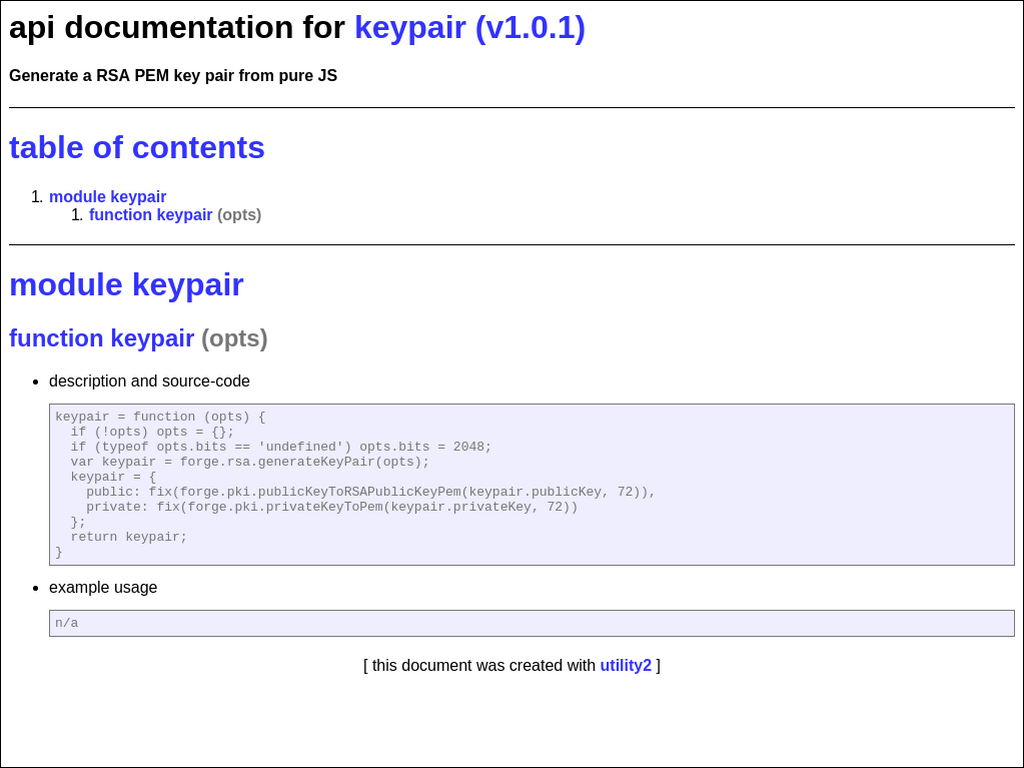 api documentation for keypair (v1.0.1)
Generate a RSA PEM key pair from pure JS
table of contents
1. module keypair
1. function keypair (opts)
module keypair
function keypair (opts)
• description and source-code
keypair = function (opts) {
  if (!opts) opts = {};
  if (typeof opts.bits == 'undefined') opts.bits = 2048;
  var keypair = forge.rsa.generateKeyPair(opts);
  keypair = {
    public: fix(forge.pki.publicKeyToRSAPublicKeyPem(keypair.publicKey, 72)),
    private: fix(forge.pki.privateKeyToPem(keypair.privateKey, 72))
  };
  return keypair;
}
• example usage
n/a
[ this document was created with utility2 ]